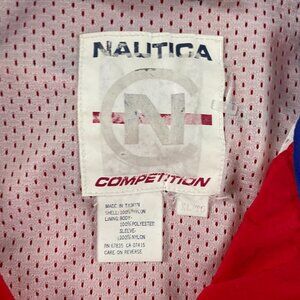 NAUTICA
N
COMPETITION
MADE IN TAIWAN
SHELL:100%NYLON
LINING BODY-
100%POLYESTER
SLEEVE-
100%NYLON
RN 67835 CA 07415
CARE ON REVERSE